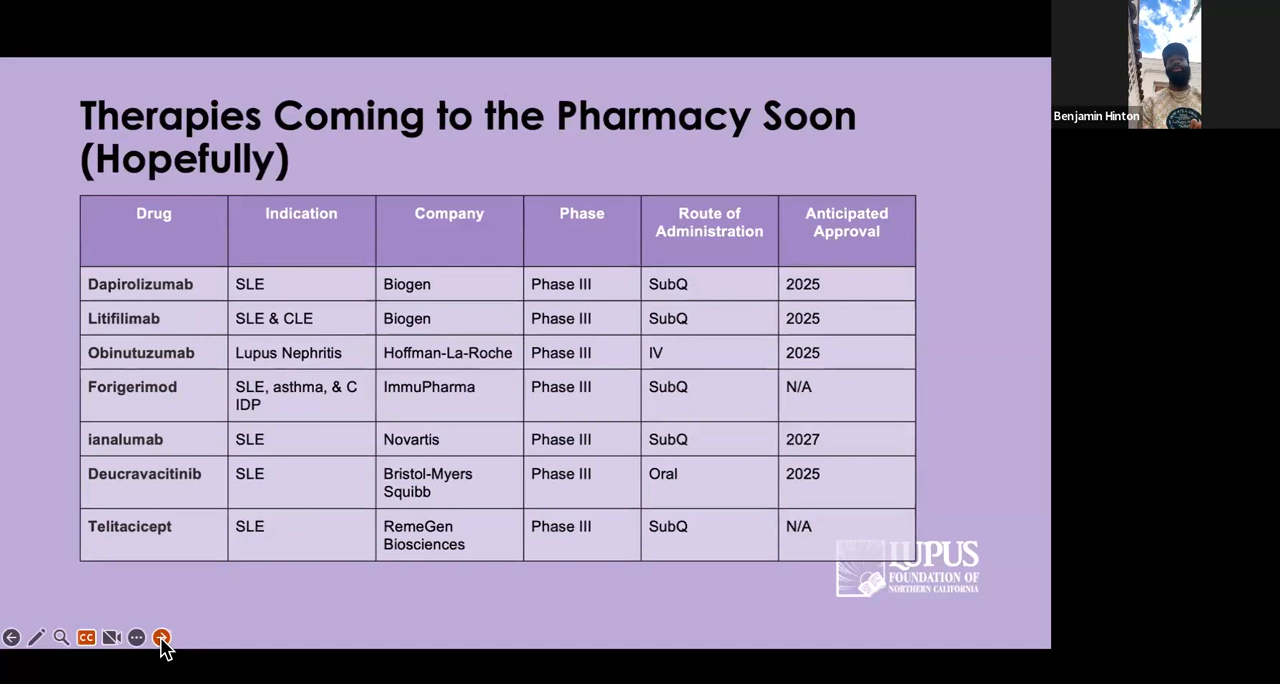 Therapies Coming to the Pharmacy Soon
(Hopefully)
Drug Indication Company Phase Route of Administration Anticipated Approval
Dapirolizumab SLE Biogen Phase III SubQ 2025
Litifilimab SLE & CLE Biogen Phase III SubQ 2025
Obinutuzumab Lupus Nephritis Hoffman-La-Roche Phase III IV 2025
Forigerimod SLE, asthma, & C IDP ImmuPharma Phase III SubQ N/A
ianalumab SLE Novartis Phase III SubQ 2027
Deucravacitinib SLE Bristol-Myers Squibb Phase III Oral 2025
Telitacicept SLE RemeGen Biosciences Phase III SubQ N/A
LUPUS
FOUNDATION OF
NORTHERN CALIFORNIA
CC
Benjamin Hinton